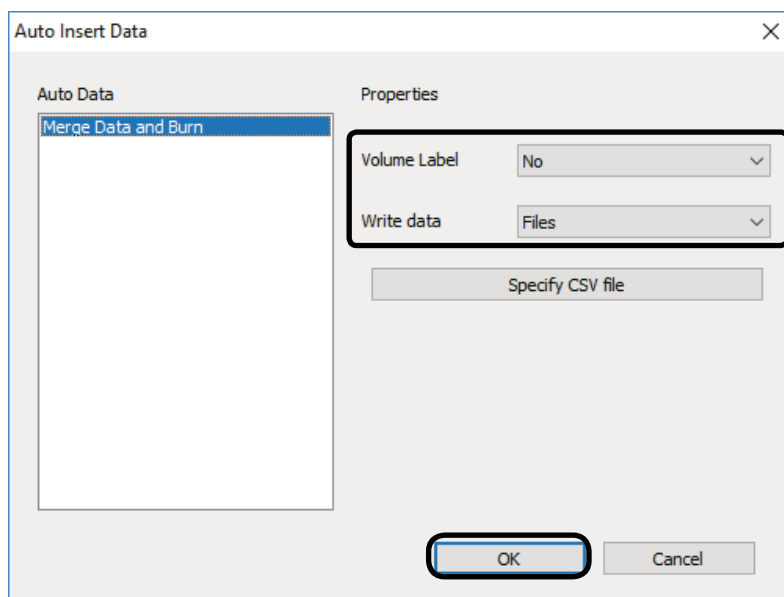 Auto Insert Data
Auto Data
Merge Data and Burn
Properties
Volume Label No
Write data Files
Specify CSV file
OK Cancel